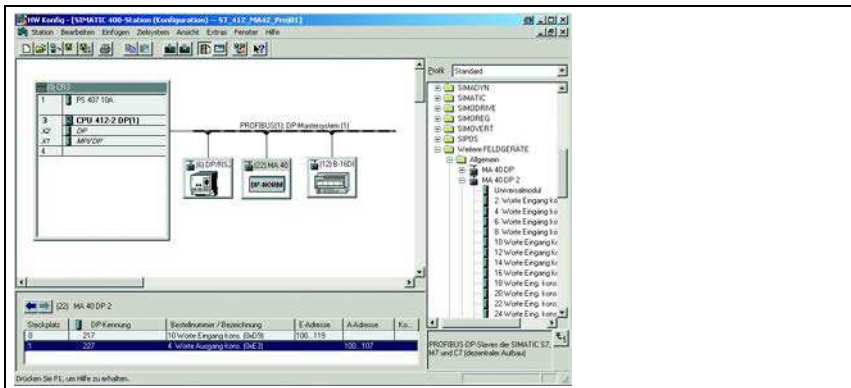 HW Konfig - [SIMATIC 400-Station (Konfiguration) -- S7_412_MA42_Proj01]
Station Bearbeiten Einfügen Zielsystem Ansicht Extras Fenster Hilfe
(0) CR3
1 PS 407 10A
3 CPU 412-2 DP(1)
X2 DP
X1 MPI/DP
4
PROFIBUS(1): DP-Mastersystem (1)
(6) DP/RS2
(22) MA 40
(12) B-16DI
DP-NORM
Profil Standard
SIMADYN
SIMATIC
SIMODRIVE
SIMOREG
SIMOVERT
SIPOS
Weitere FELDGERÄTE
Allgemein
MA 40 DP
MA 40 DP-2
Universalmodul
2 Worte Eingang ko
4 Worte Eingang ko
6 Worte Eingang ko
8 Worte Eingang ko
10 Worte Eingang ko
12 Worte Eingang ko
14 Worte Eingang ko
16 Worte Eingang ko
18 Worte Eing. kons
20 Worte Eing. kons
22 Worte Eing. kons
24 Worte Eing. kons
(22) MA 40 DP-2
Steckplatz DP-Kennung Bestellnummer / Bezeichnung E-Adresse A-Adresse Ko...
0 217 10 Worte Eingang kons. (0xD9) 100...119
1 227 4 Worte Ausgang kons. (0xE3) 100...107
PROFIBUS-DP-Slaves der SIMATIC S7,
M7 und C7 (dezentraler Aufbau)
Drücken Sie F1, um Hilfe zu erhalten.